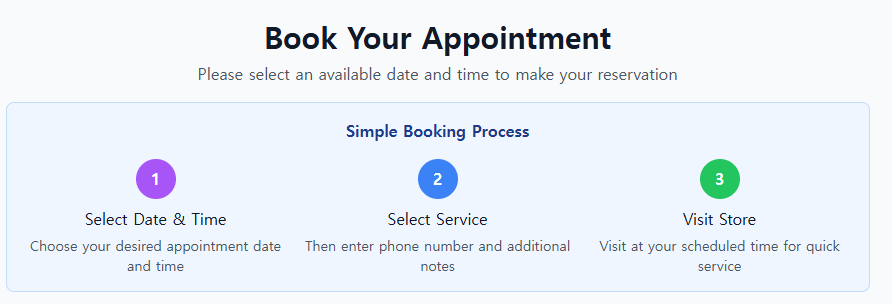 Book Your Appointment
Please select an available date and time to make your reservation
Simple Booking Process
1
Select Date & Time
Choose your desired appointment date
and time
2
Select Service
Then enter phone number and additional
notes
3
Visit Store
Visit at your scheduled time for quick
service